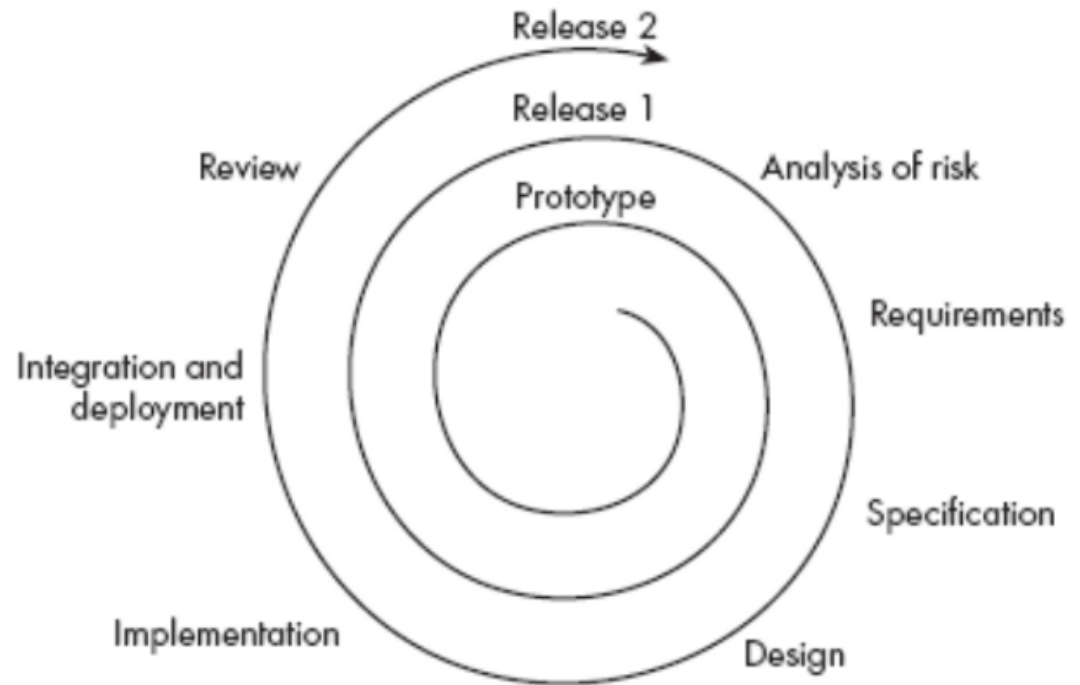 Release 2
Release 1
Review
Analysis of risk
Prototype
Requirements
Integration and
deployment
Specification
Implementation
Design